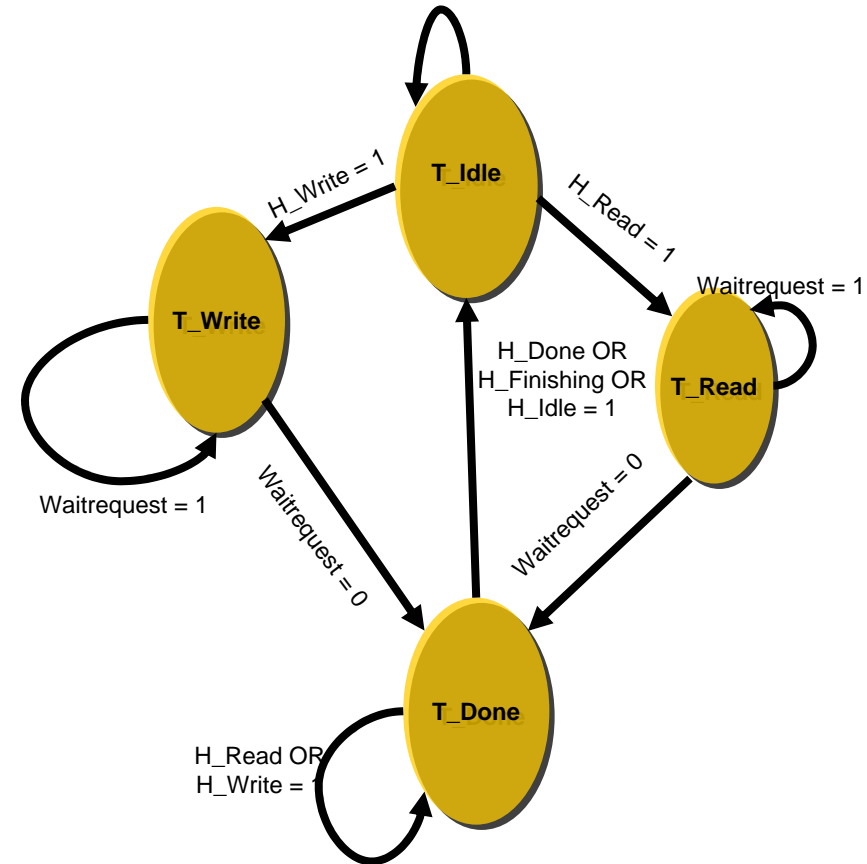 T_Idle
H_Write = 1
H_Read = 1
Waitrequest = 1
T_Write
H_Done OR
H_Finishing OR
H_Idle = 1
T_Read
Waitrequest = 1
Waitrequest = 0
Waitrequest = 0
T_Done
H_Read OR
H_Write = 1